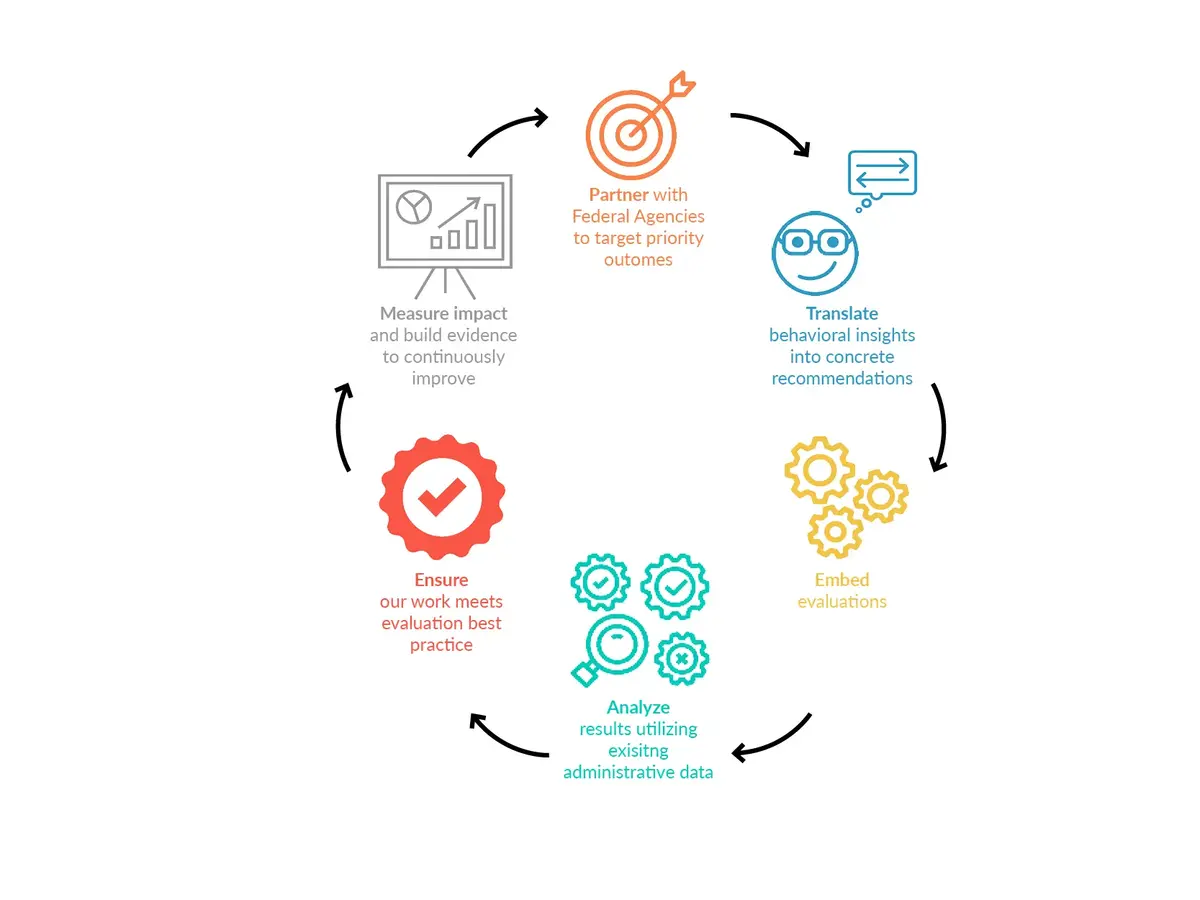 Partner with
Federal Agencies
to target priority
outomes
Translate
behavioral insights
into concrete
recommendations
Embed
evaluations
Analyze
results utilizing
exisitng
administrative data
Ensure
our work meets
evaluation best
practice
Measure impact
and build evidence
to continuously
improve